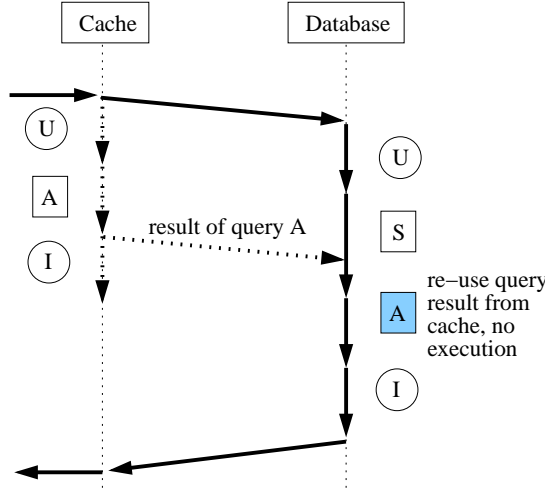 Cache
Database
U
U
A
result of query A
S
I
re−use query
result from
cache, no
execution
A
I